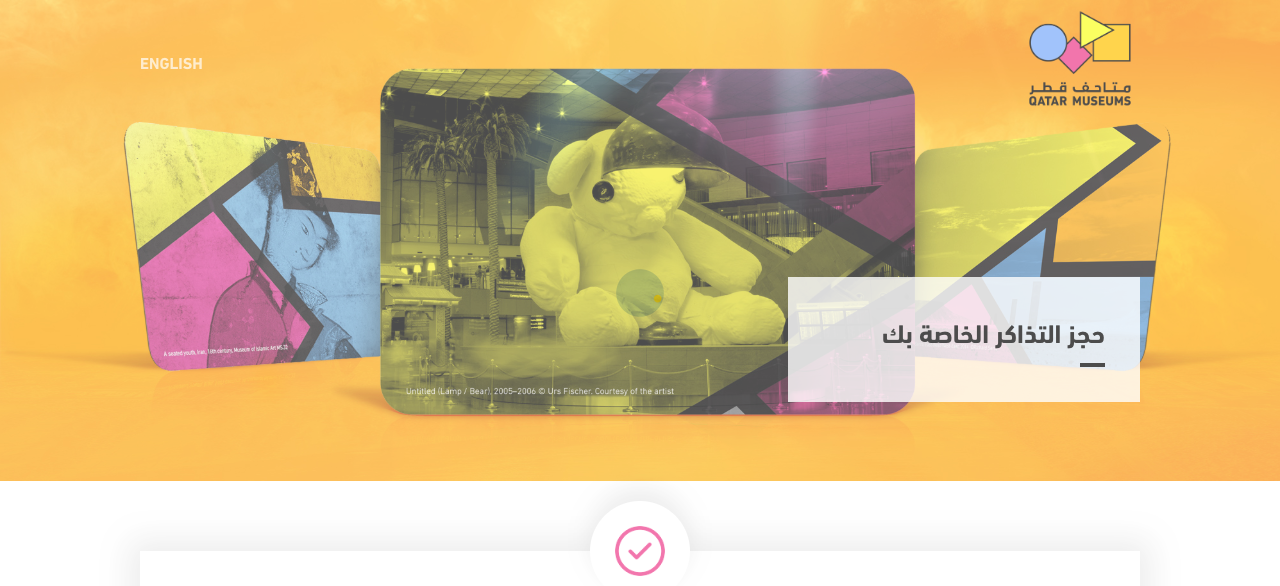 ENGLISH
متاحف قطر
QATAR MUSEUMS
حجز التذاكر الخاصة بك
A seated youth, Iran, 16th century, Museum of Islamic Art MS.22
Untitled (Lamp / Bear), 2005–2006 © Urs Fischer. Courtesy of the artist